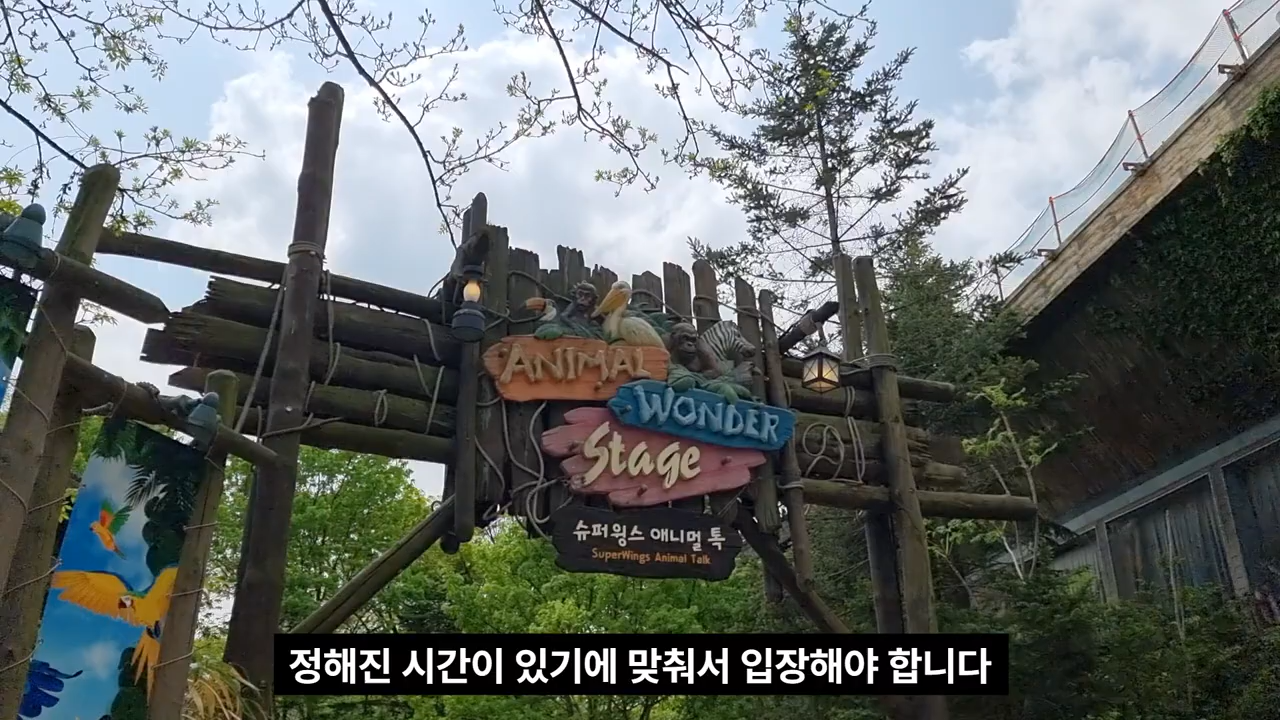 ANIMAL
WONDER
Stage
슈퍼윙스 애니멀 톡
SuperWings Animal Talk
정해진 시간이 있기에 맞춰서 입장해야 합니다